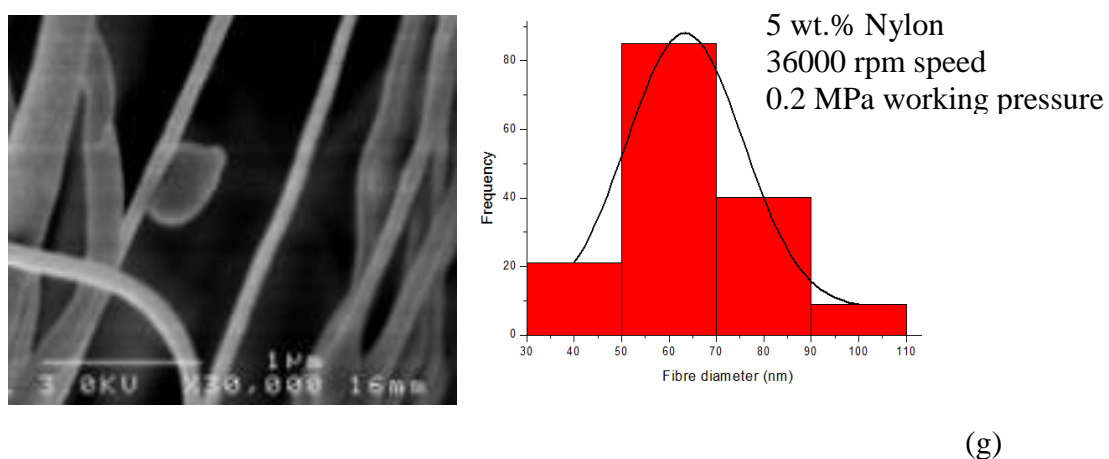 1µm
3.0KV X30,000 16mm
5 wt.% Nylon
36000 rpm speed
0.2 MPa working pressure
80
60
40
20
0
30 40 50 60 70 80 90 100 110
Frequency
Fibre diameter (nm)
(g)